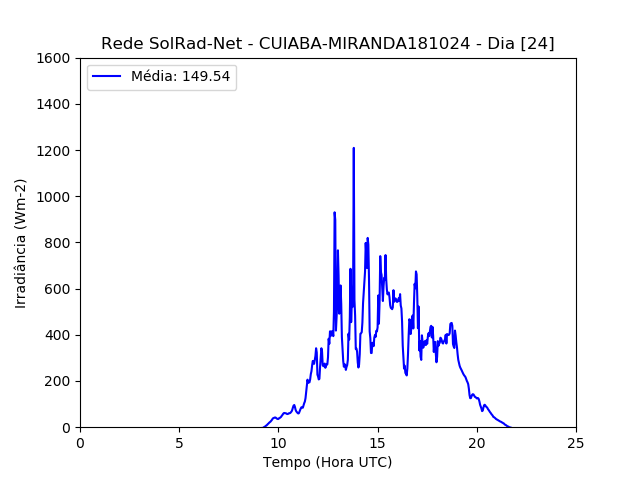 Rede SolRad-Net - CUIABA-MIRANDA181024 - Dia [24]
Média: 149.54
Irradiância (Wm-2)
1600
1400
1200
1000
800
600
400
200
0
0 5 10 15 20 25
Tempo (Hora UTC)